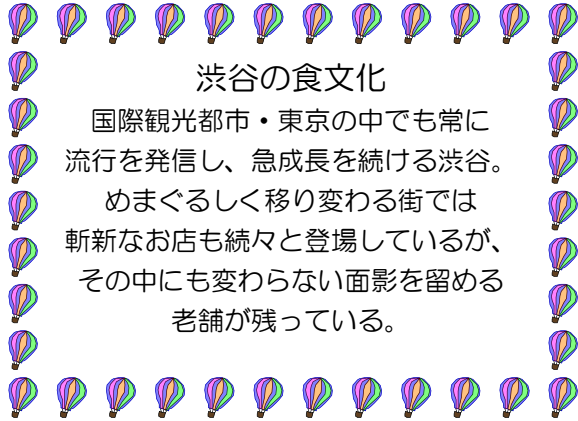 渋谷の食文化
国際観光都市・東京の中でも常に
流行を発信し、急成長を続ける渋谷。
めまぐるしく移り変わる街では
斬新なお店も続々と登場しているが、
その中にも変わらない面影を留める
老舗が残っている。